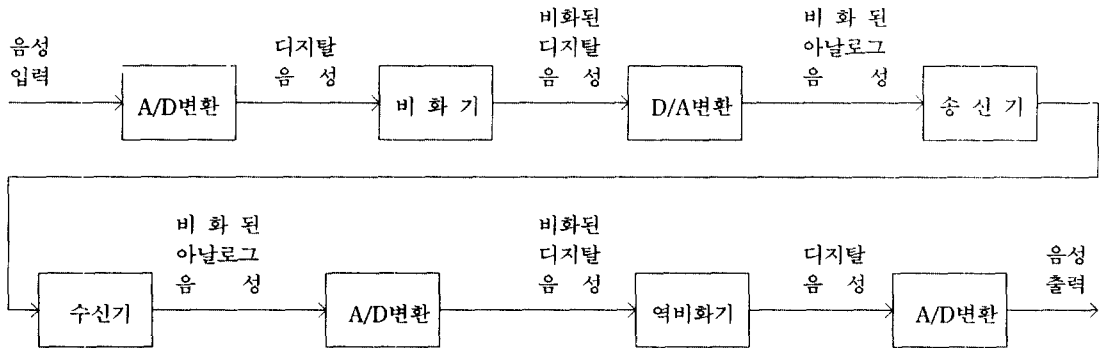 음성
입력
A/D변환
디지탈
음 성
비 화 기
비화된
디지탈
음 성
D/A변환
비 화 된
아날로그
음 성
송 신 기
수신기
비 화 된
아날로그
음 성
A/D변환
비화된
디지탈
음 성
역비화기
디지탈
음 성
A/D변환
음성
출력